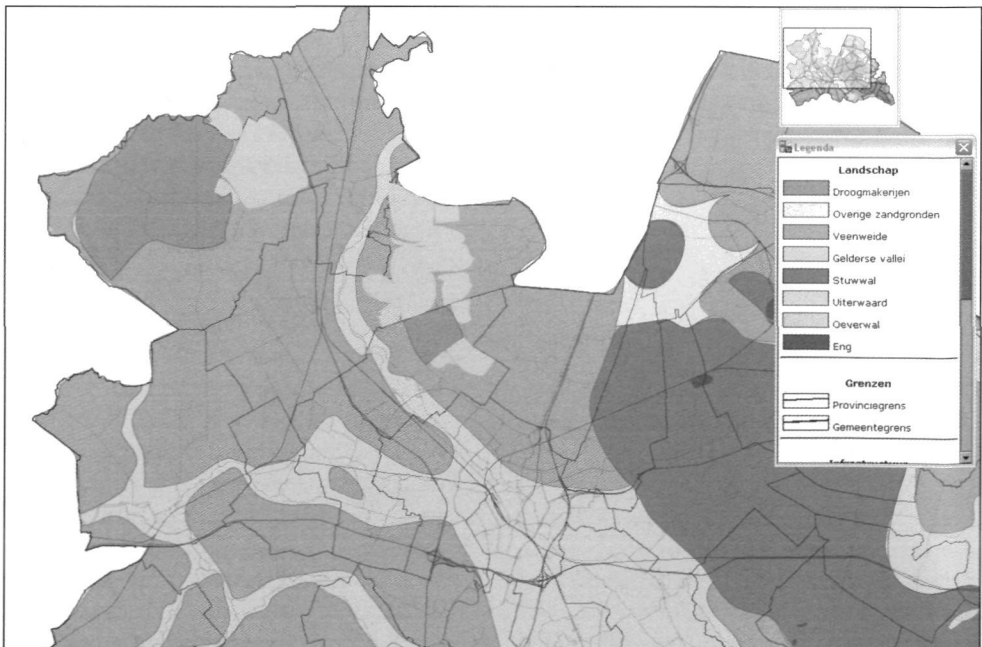 Legenda
Landschap
Droogmakerijen
Overige zandgronden
Veenweide
Gelderse vallei
Stuwwal
Uiterwaard
Oeverwal
Eng
Grenzen
Provinciegrens
Gemeentegrens